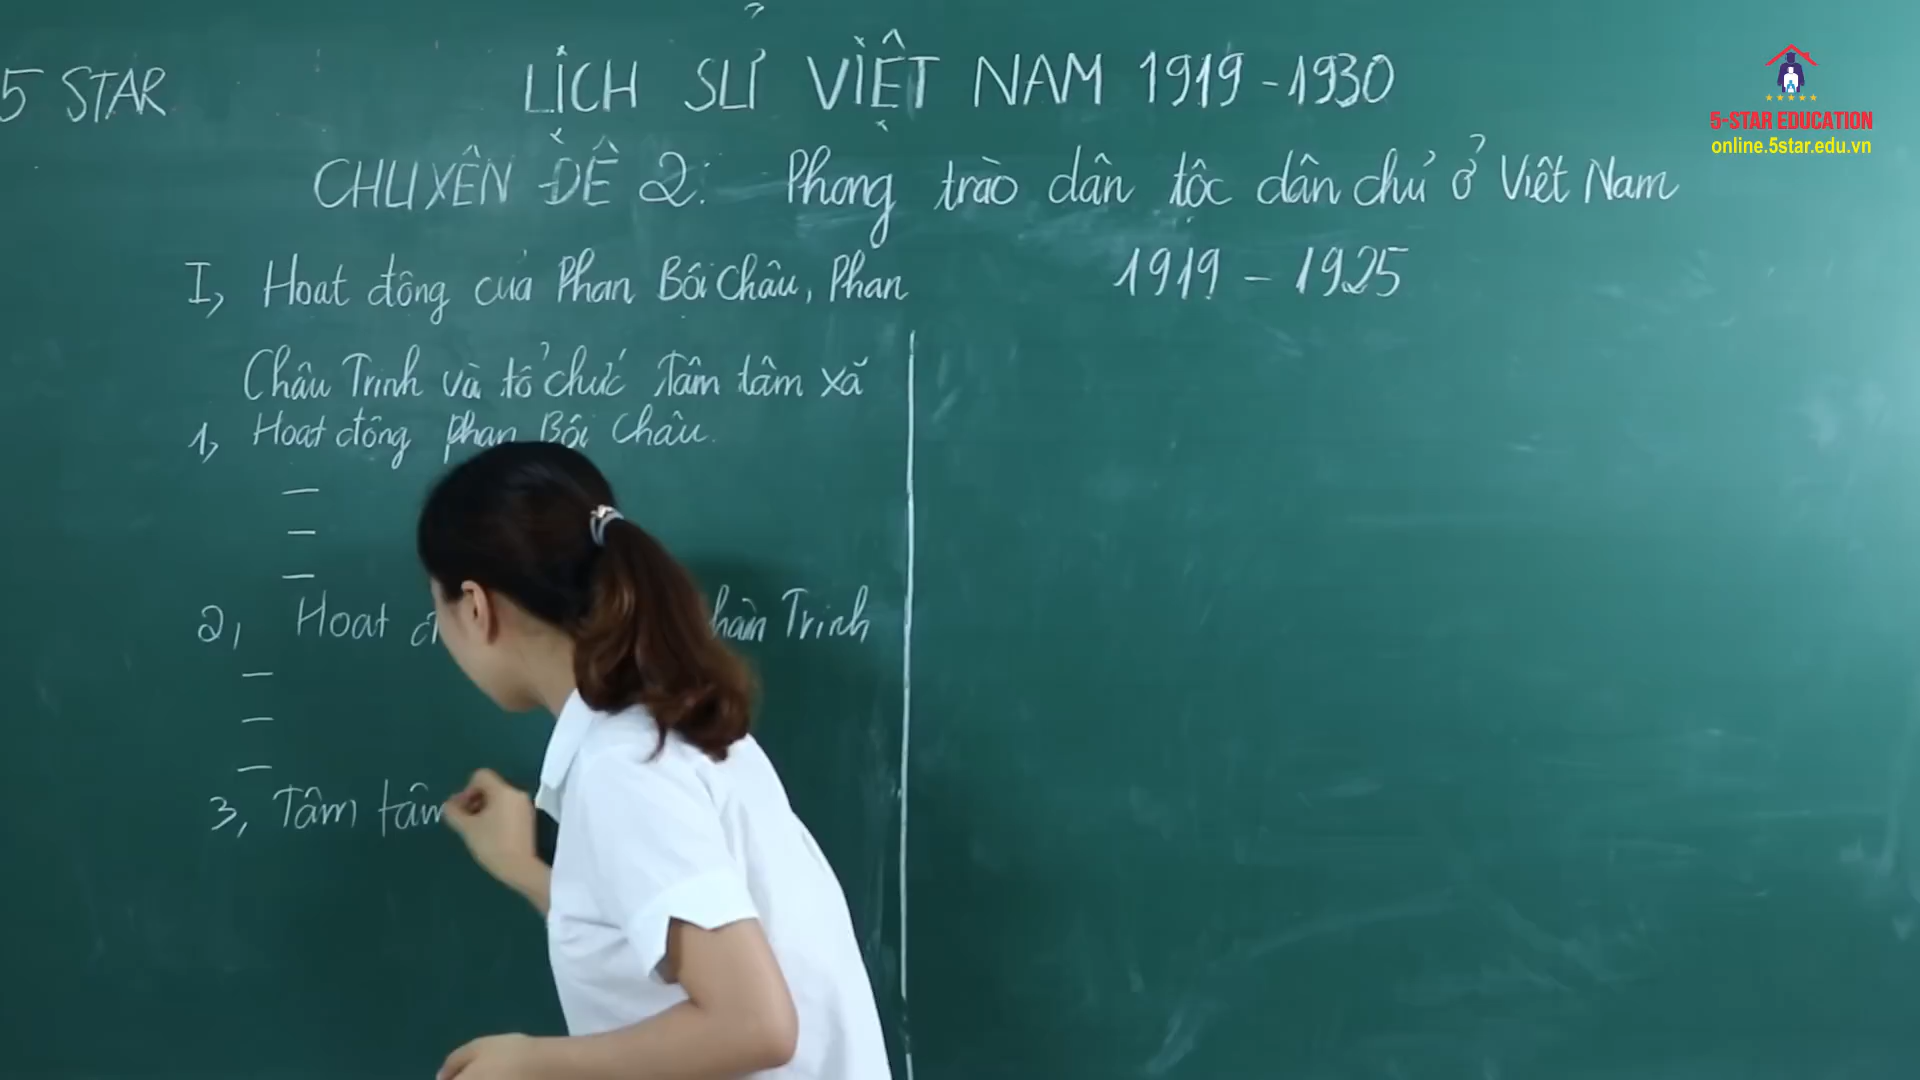 5 STAR
LỊCH SỬ VIỆT NAM 1919 - 1930
5-STAR EDUCATION
online.5star.edu.vn
CHUYÊN ĐỀ 2: Phong trào dân tộc dân chủ ở Việt Nam
1919 - 1925
I, Hoạt động của Phan Bội Châu, Phan
Châu Trinh và tổ chức Tâm tâm xã
1, Hoạt động Phan Bội Châu.
-
-
-
2, Hoạt Trinh
-
-
-
3, Tâm tâm